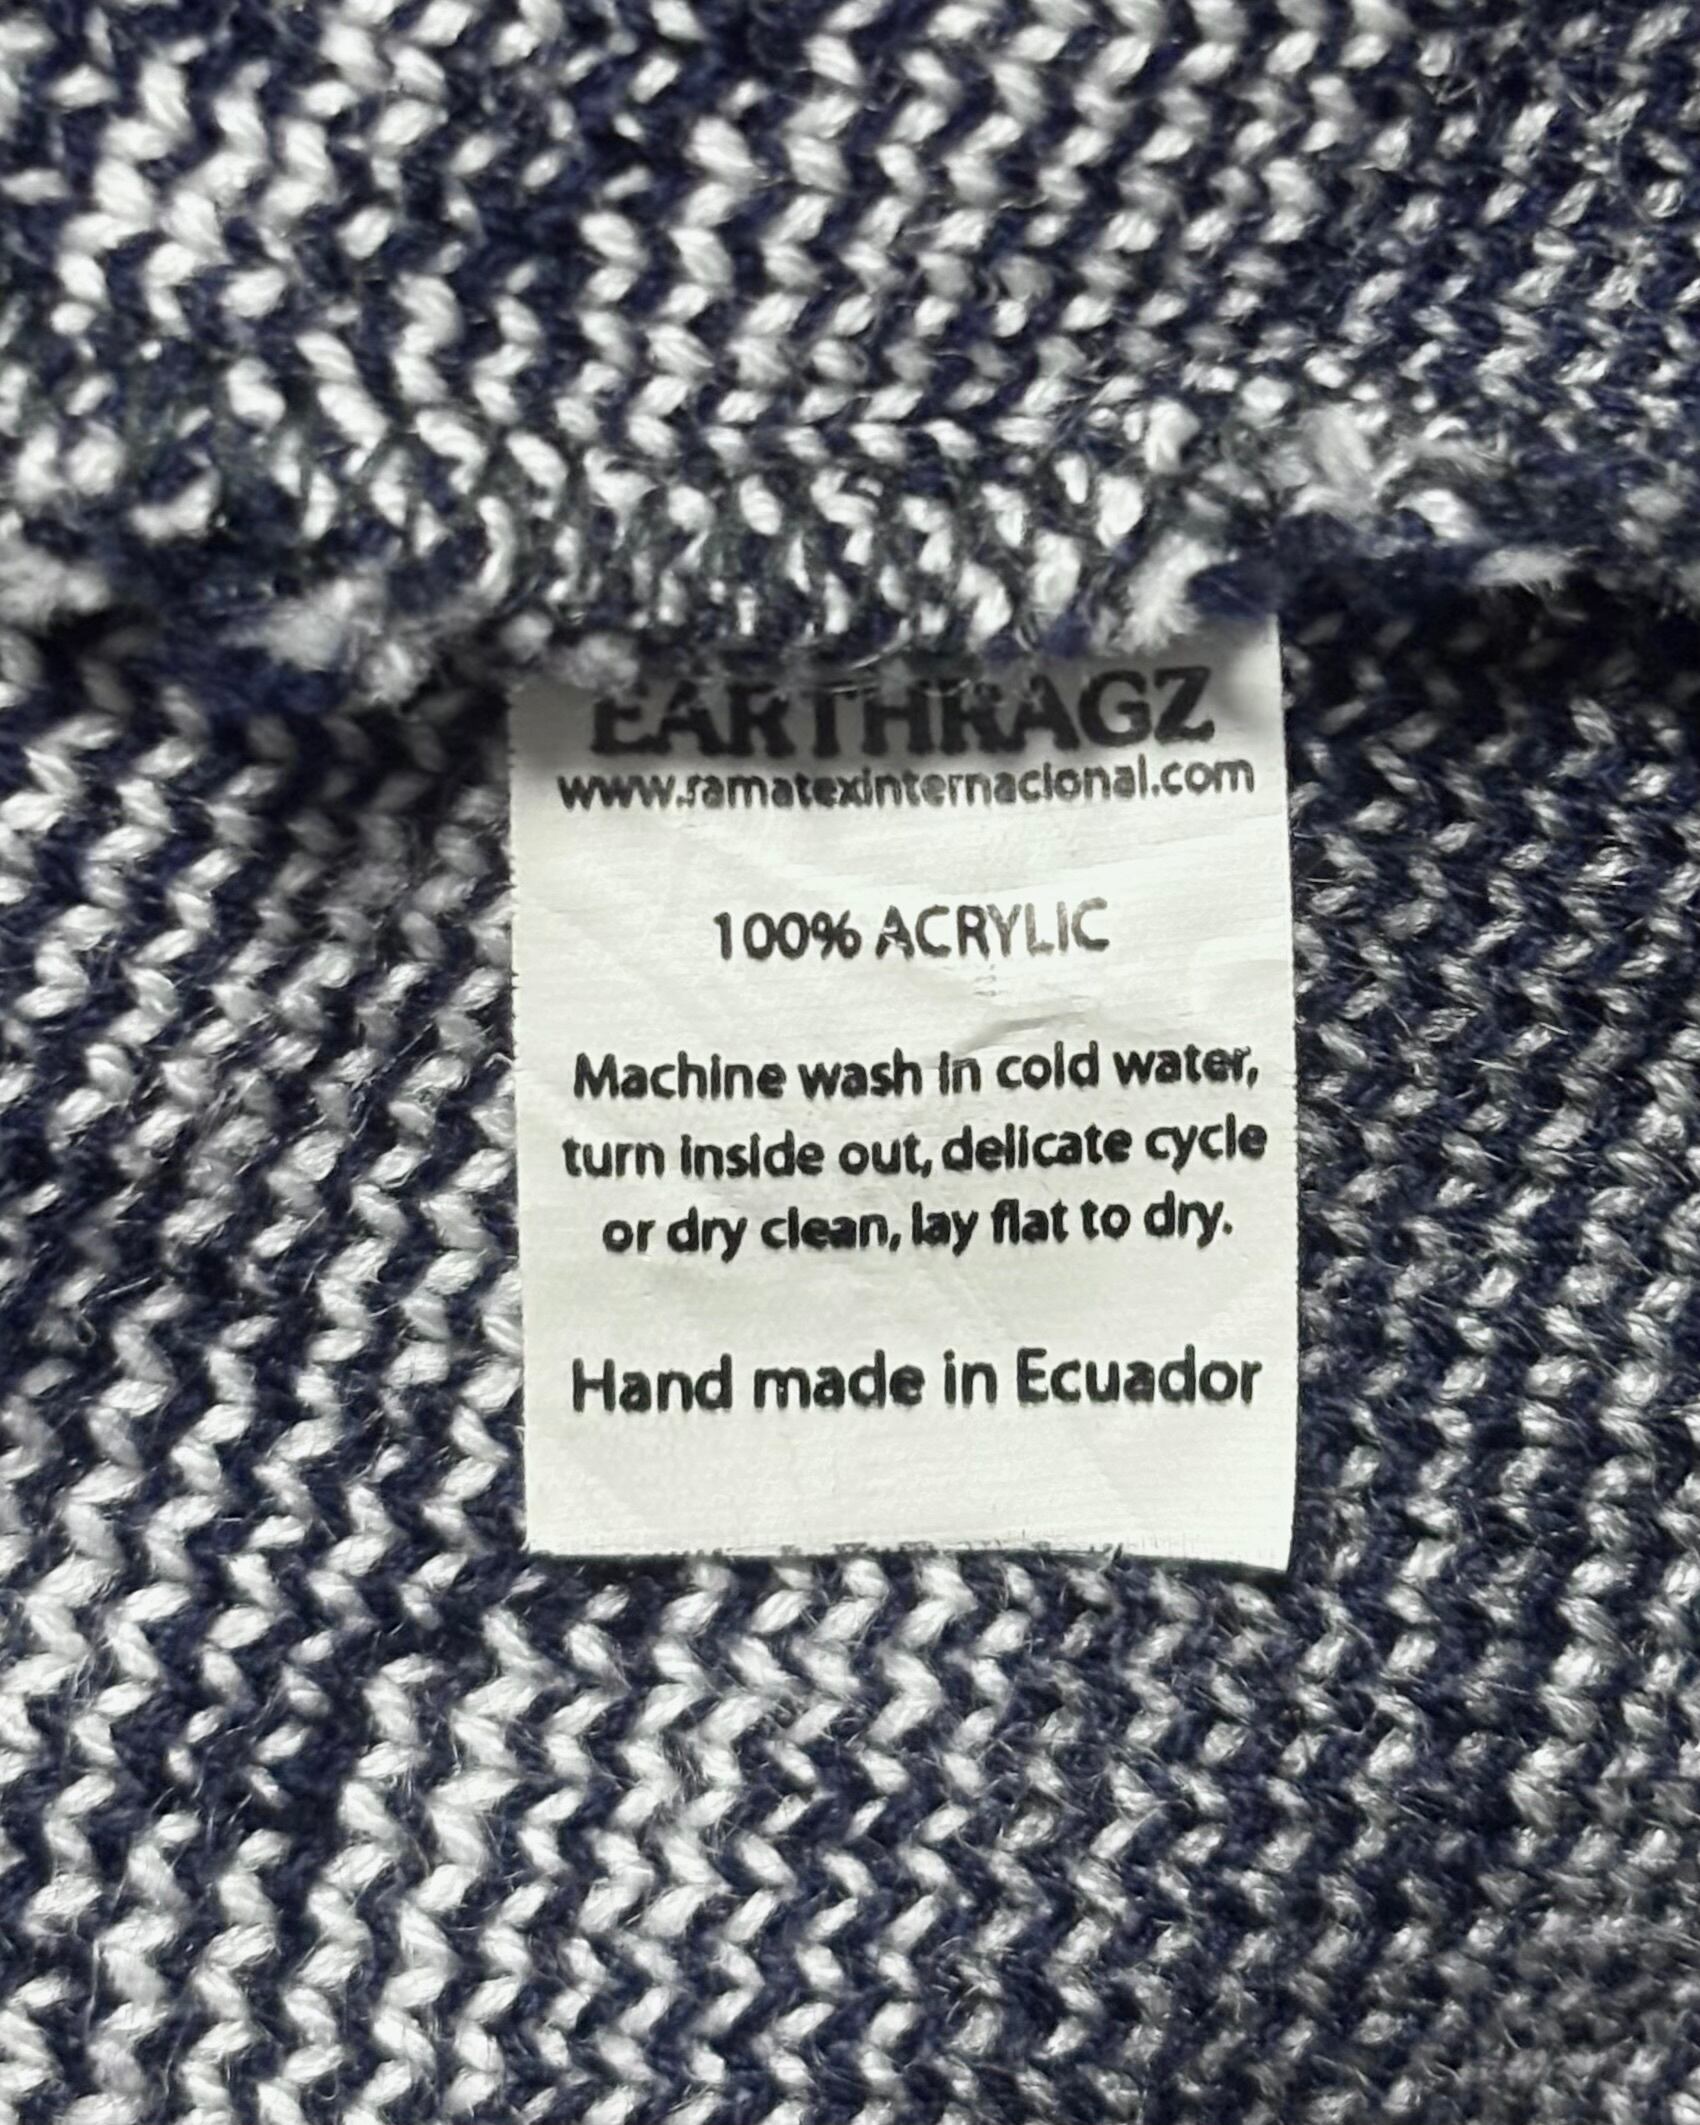 EARTHRAGZ
www.ramatexinternacional.com
100% ACRYLIC
Machine wash in cold water,
turn inside out, delicate cycle
or dry clean, lay flat to dry.
Hand made in Ecuador